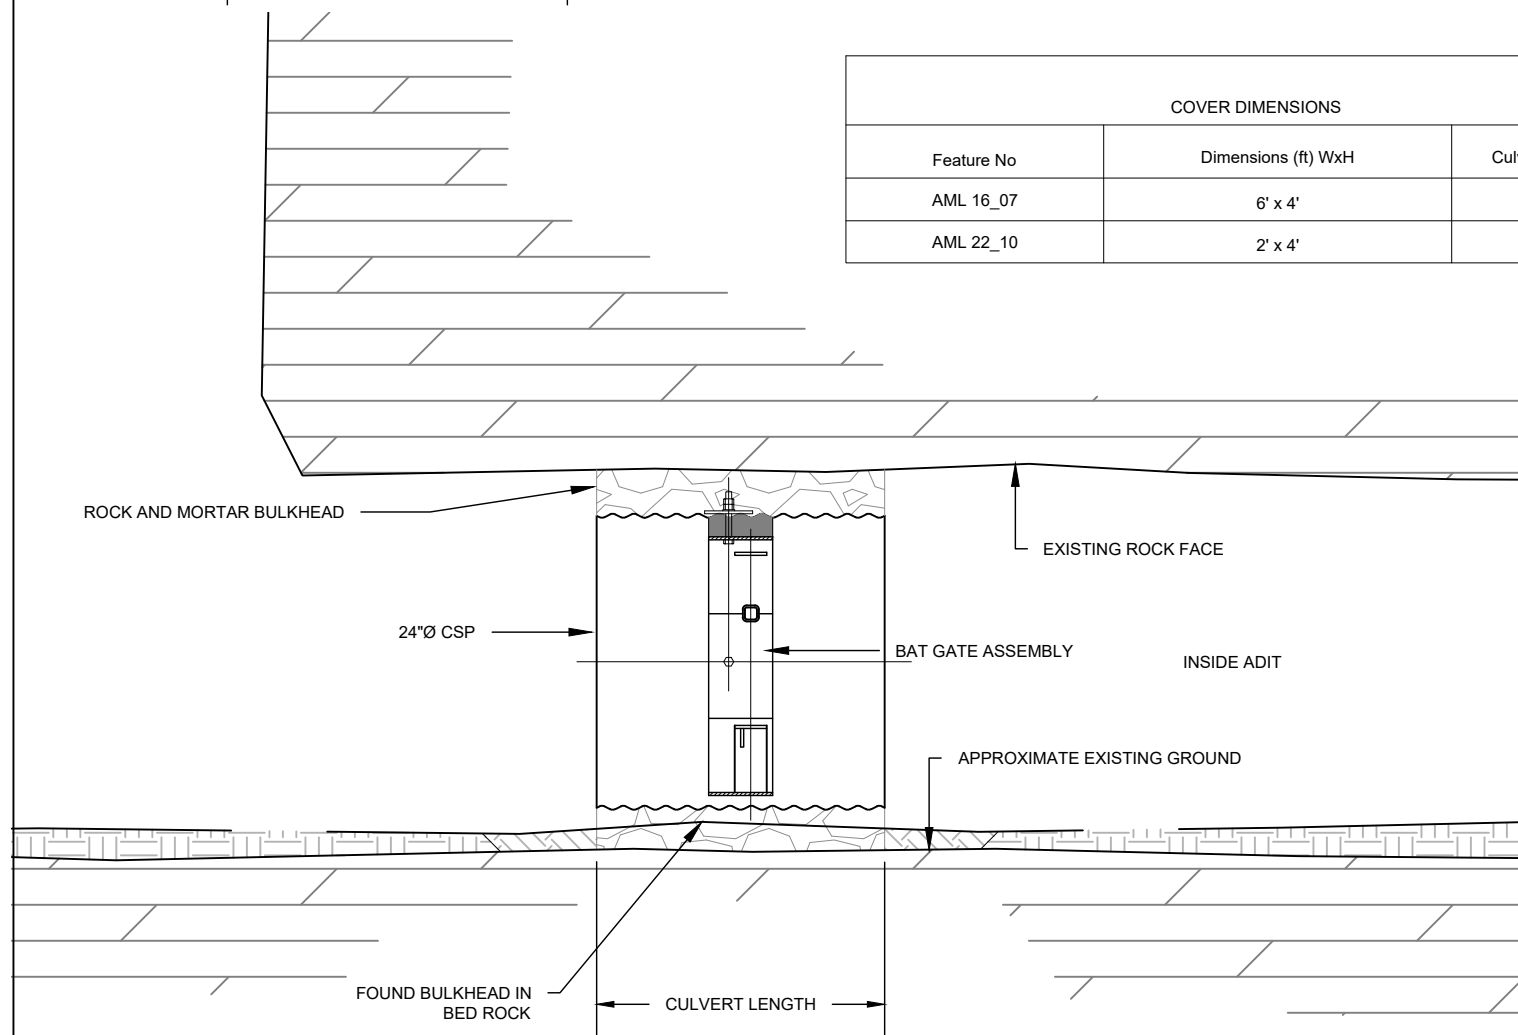 COVER DIMENSIONS
Feature No Dimensions (ft) WxH
AML 16_07 6' x 4'
AML 22_10 2' x 4'
ROCK AND MORTAR BULKHEAD
EXISTING ROCK FACE
24"Ø CSP
BAT GATE ASSEMBLY
INSIDE ADIT
APPROXIMATE EXISTING GROUND
FOUND BULKHEAD IN
BED ROCK
CULVERT LENGTH